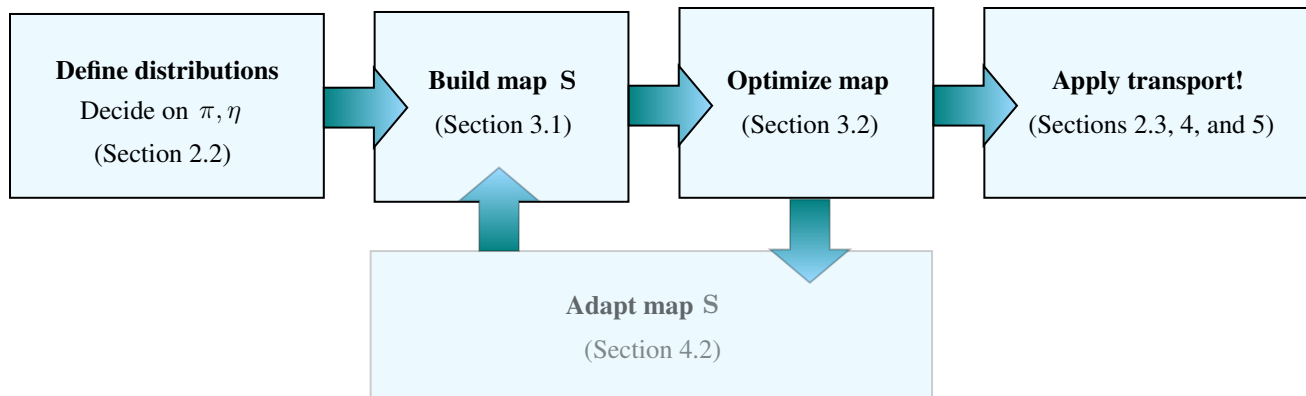 Define distributions
Decide on π, η
(Section 2.2)
Build map S
(Section 3.1)
Optimize map
(Section 3.2)
Apply transport!
(Sections 2.3, 4, and 5)
Adapt map S
(Section 4.2)